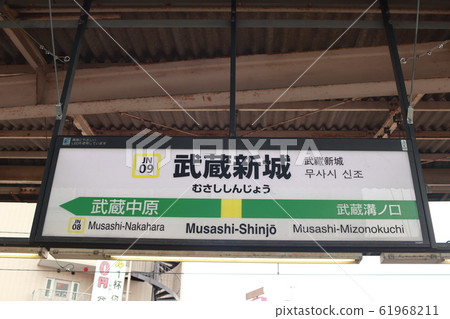 JN
09
武蔵新城
むさししんじょう
武蔵新城
무사시 신조
武蔵中原
武蔵溝ノ口
JN
08
Musashi-Nakahara
Musashi-Shinjō
Musashi-Mizonokuchi
PIXTA
61968211